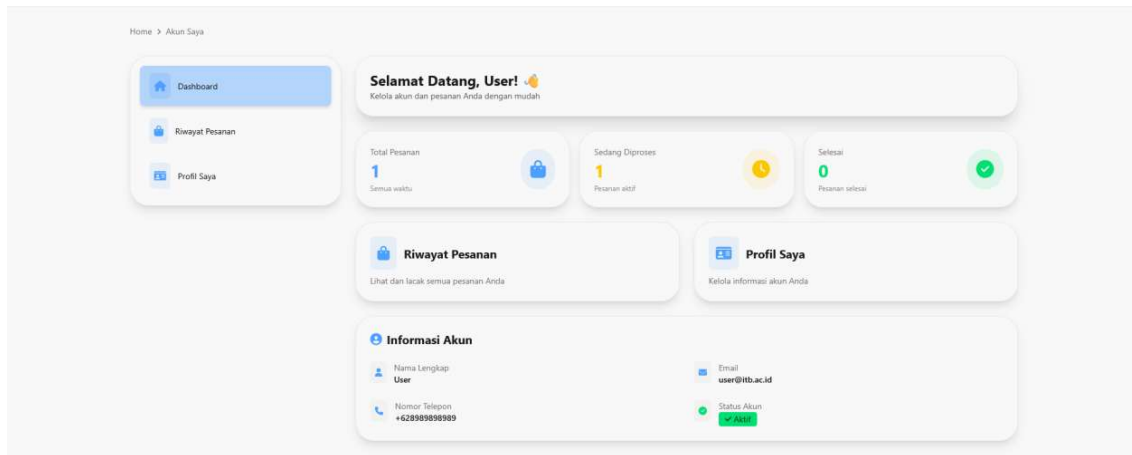 Home > Akun Saya
Dashboard
Riwayat Pesanan
Profil Saya
Selamat Datang, User! 👋
Kelola akun dan pesanan Anda dengan mudah
Total Pesanan
1
Semua waktu
Sedang Diproses
1
Pesanan aktif
Selesai
0
Pesanan selesai
Riwayat Pesanan
Lihat dan lacak semua pesanan Anda
Profil Saya
Kelola informasi akun Anda
Informasi Akun
Nama Lengkap
User
Email
user@itb.ac.id
Nomor Telepon
+628989898989
Status Akun
✓ Aktif